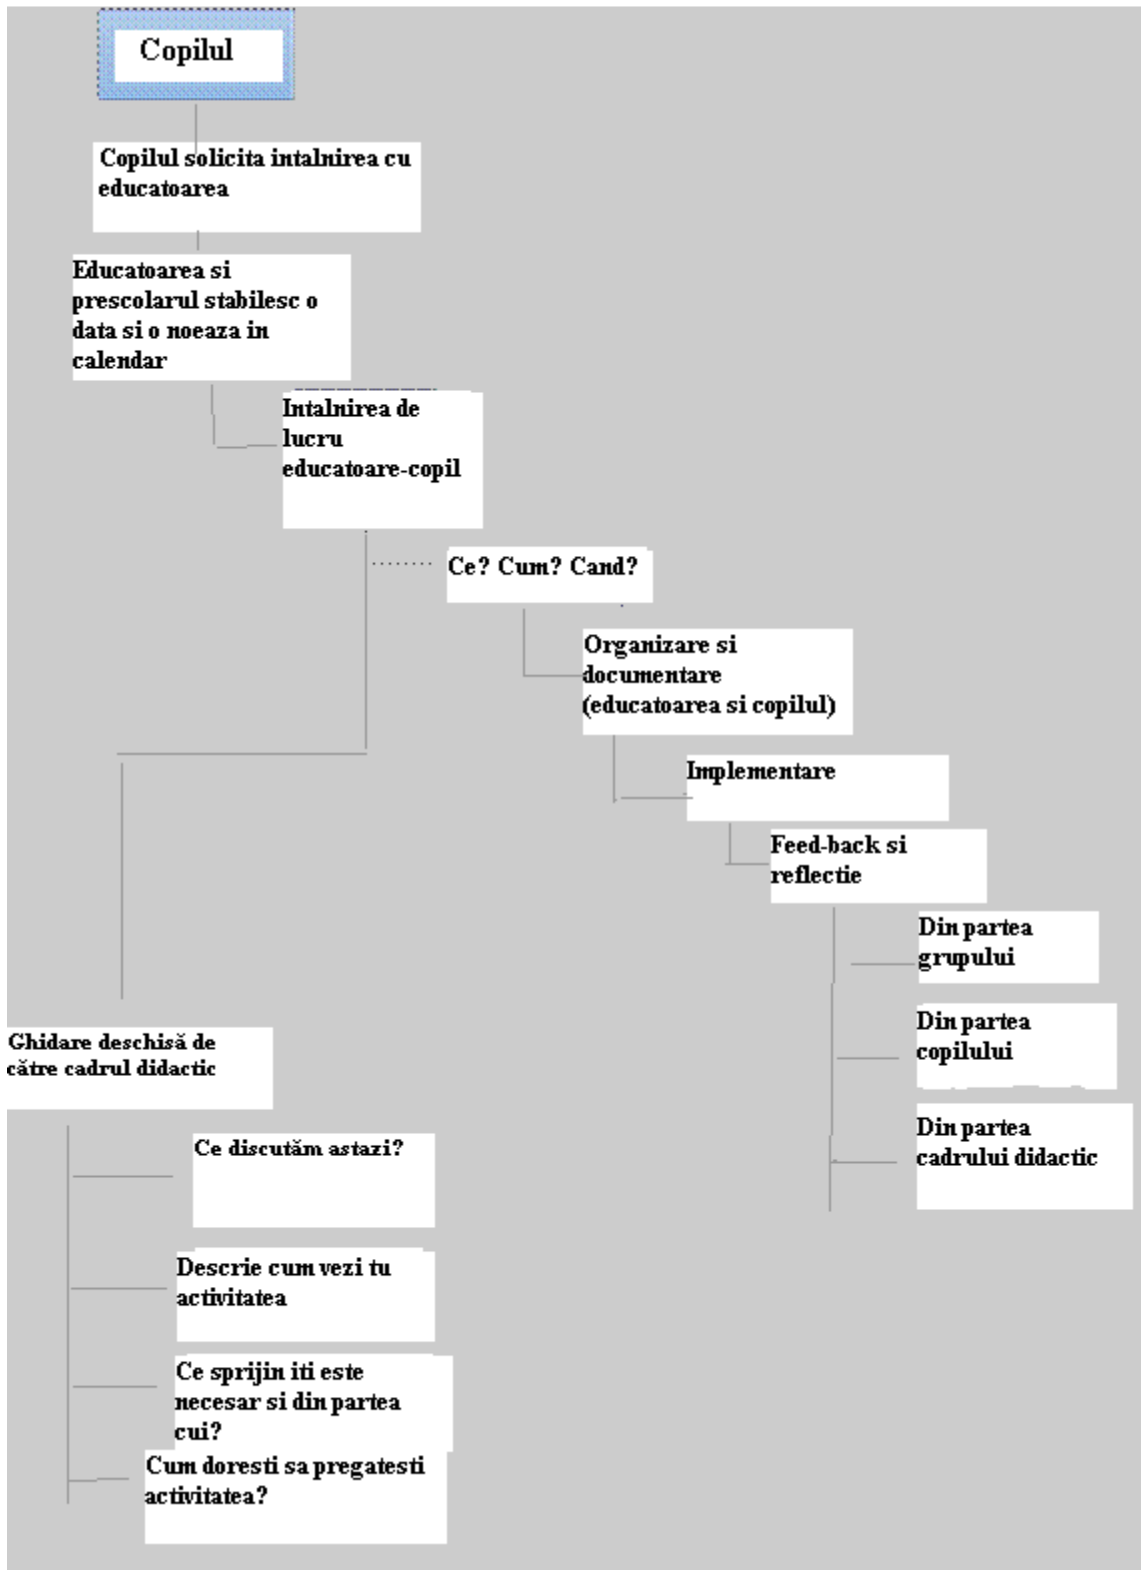 Copilul
Copilul solicita intalnirea cu
educatoarea
Educatoarea si
prescolarul stabilesc o
data si o noeaza in
calendar
Intalnirea de
lucru
educatoare-copil
Ce? Cum? Cand?
Organizare si
documentare
(educatoarea si copilul)
Implementare
Feed-back si
reflectie
Din partea
grupului
Din partea
copilului
Din partea
cadrului didactic
Ghidare deschisă de
către cadrul didactic
Ce discutăm astazi?
Descrie cum vezi tu
activitatea
Ce sprijin iti este
necesar si din partea
cui?
Cum doresti sa pregatesti
activitatea?